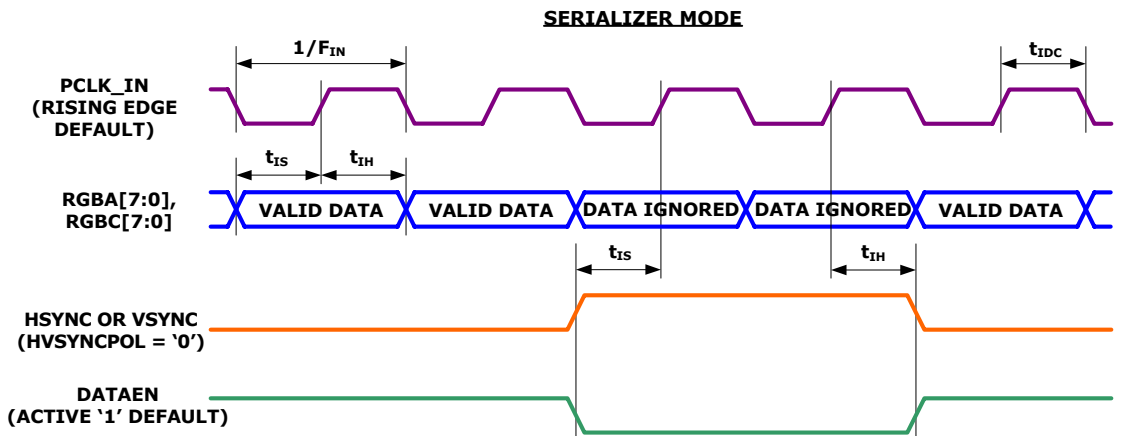 SERIALIZER MODE
1/FIN
tIDC
PCLK_IN
(RISING EDGE
DEFAULT)
tIS
tIH
RGBA[7:0],
RGBC[7:0]
VALID DATA
VALID DATA
DATA IGNORED
DATA IGNORED
VALID DATA
tIS
tIH
HSYNC OR VSYNC
(HVSYNCPOL = ‘0’)
DATAEN
(ACTIVE ‘1’ DEFAULT)